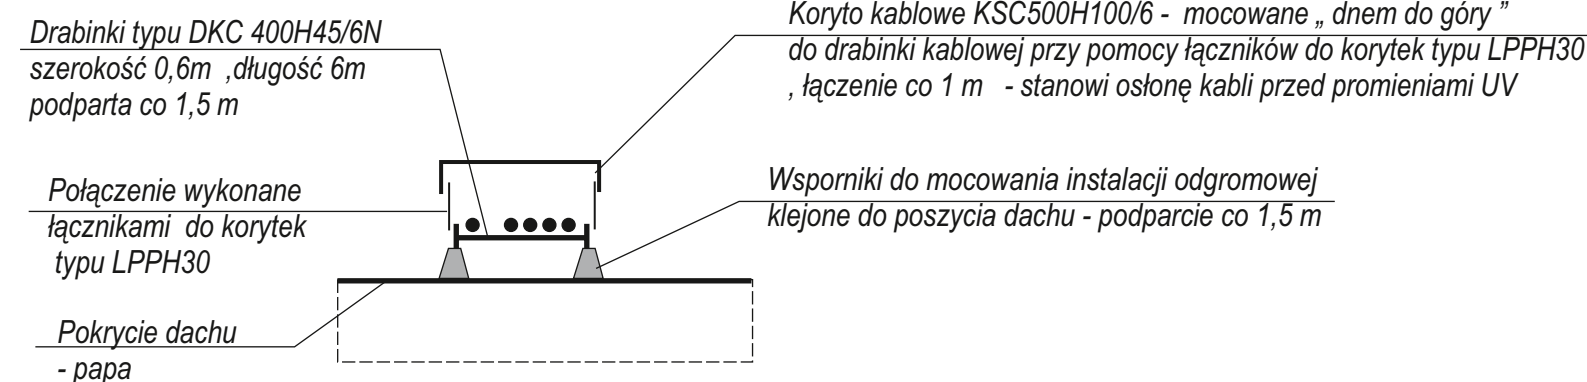 Drabinki typu DKC 400H45/6N
szerokość 0,6m ,długość 6m
podparta co 1,5 m
Koryto kablowe KSC500H100/6 - mocowane „ dnem do góry ”
do drabinki kablowej przy pomocy łączników do korytek typu LPPH30
, łączenie co 1 m - stanowi osłonę kabli przed promieniami UV
Połączenie wykonane
łącznikami do korytek
typu LPPH30
Wsporniki do mocowania instalacji odgromowej
klejone do poszycia dachu - podparcie co 1,5 m
Pokrycie dachu
- papa